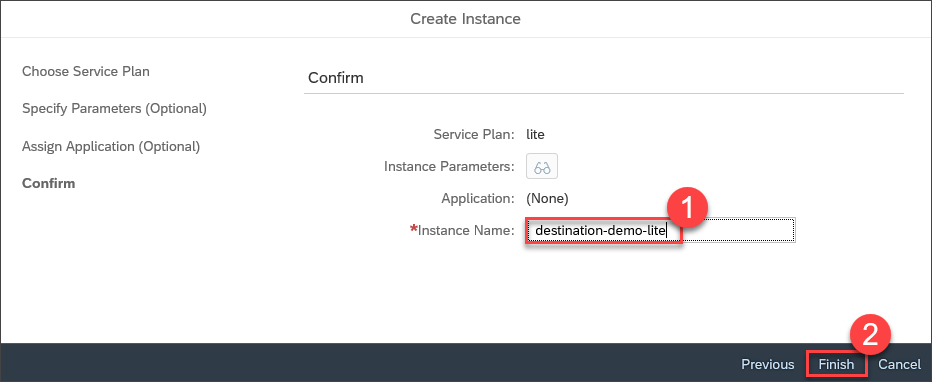 Create Instance
Choose Service Plan
Specify Parameters (Optional)
Assign Application (Optional)
Confirm
Confirm
Service Plan: lite
Instance Parameters:
Application: (None)
1
*Instance Name: destination-demo-lite
2
Previous Finish Cancel